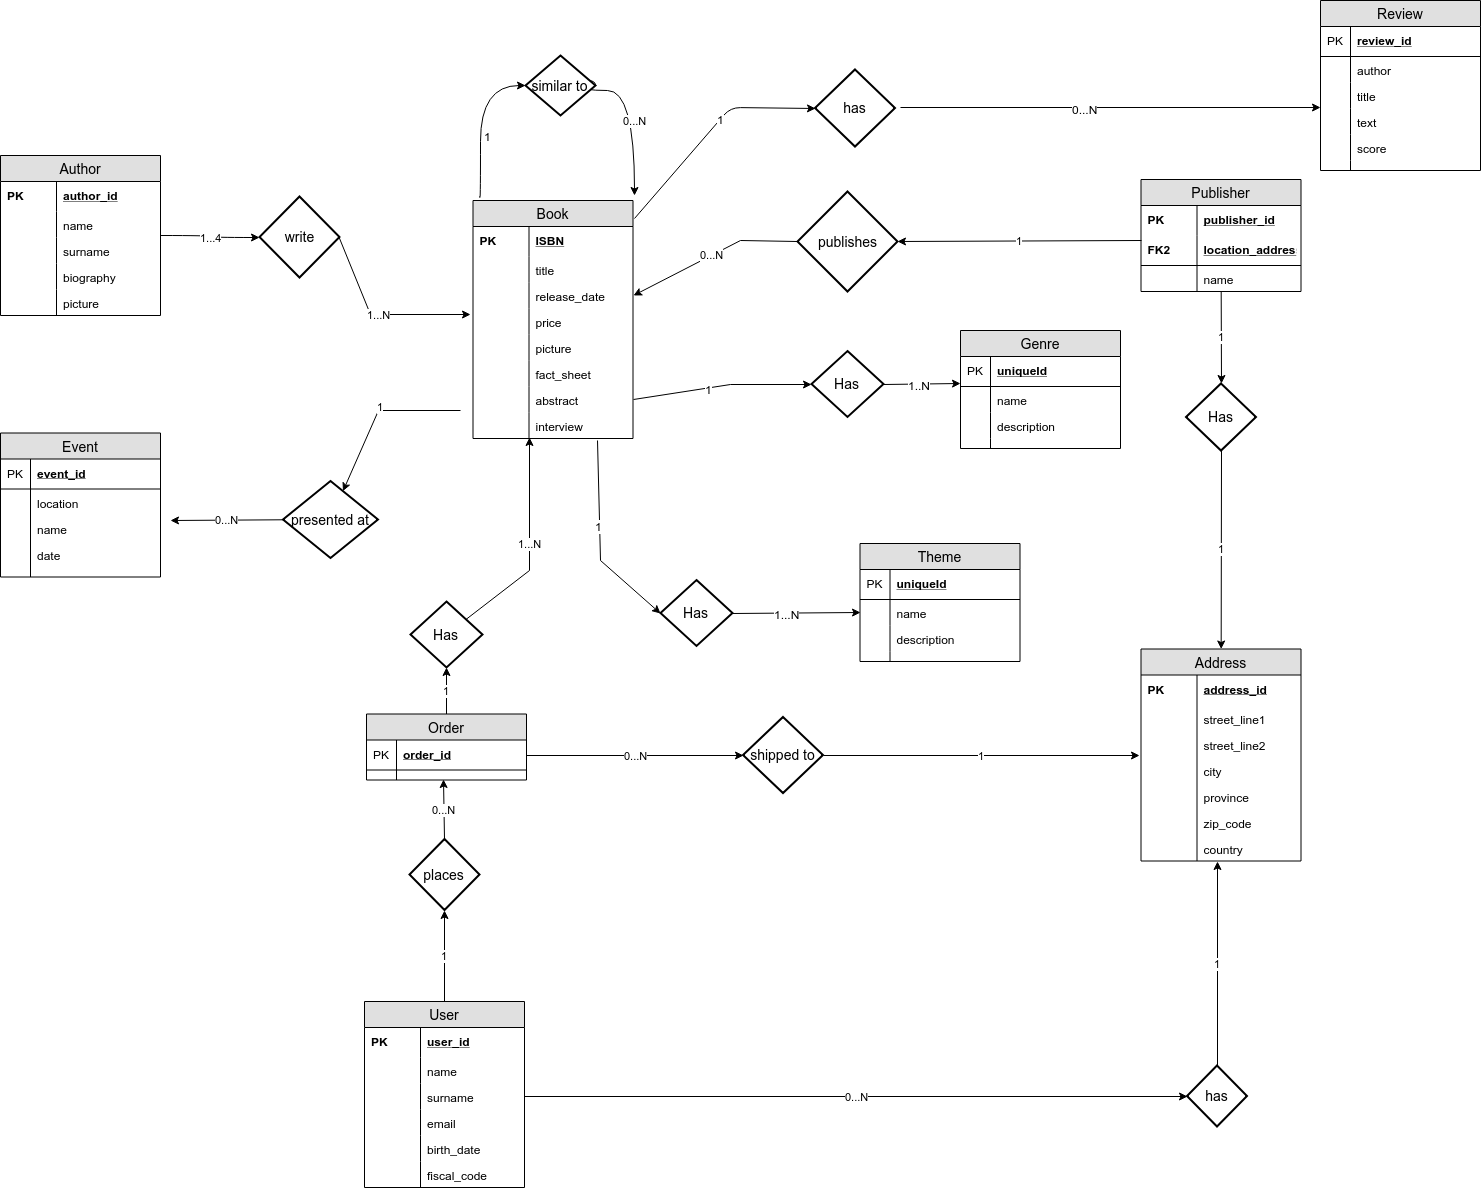 Review
PK review_id
author
title
text
score
similar to
1
0...N
1
has
0...N
Author
PK author_id
name
surname
biography
picture
1...4
write
1...N
Book
PK ISBN
title
release_date
price
picture
fact_sheet
abstract
interview
0...N
publishes
1
Publisher
PK publisher_id
FK2 location_addres
name
1
Has
1
1
Has
1..N
Genre
PK uniqueId
name
description
1
presented at
0...N
Event
PK event_id
location
name
date
1
Has
1...N
Theme
PK uniqueId
name
description
1...N
Has
1
Order
PK order_id
0...N
shipped to
1
Address
PK address_id
street_line1
street_line2
city
province
zip_code
country
0...N
places
1
User
PK user_id
name
surname
email
birth_date
fiscal_code
0...N
has
1